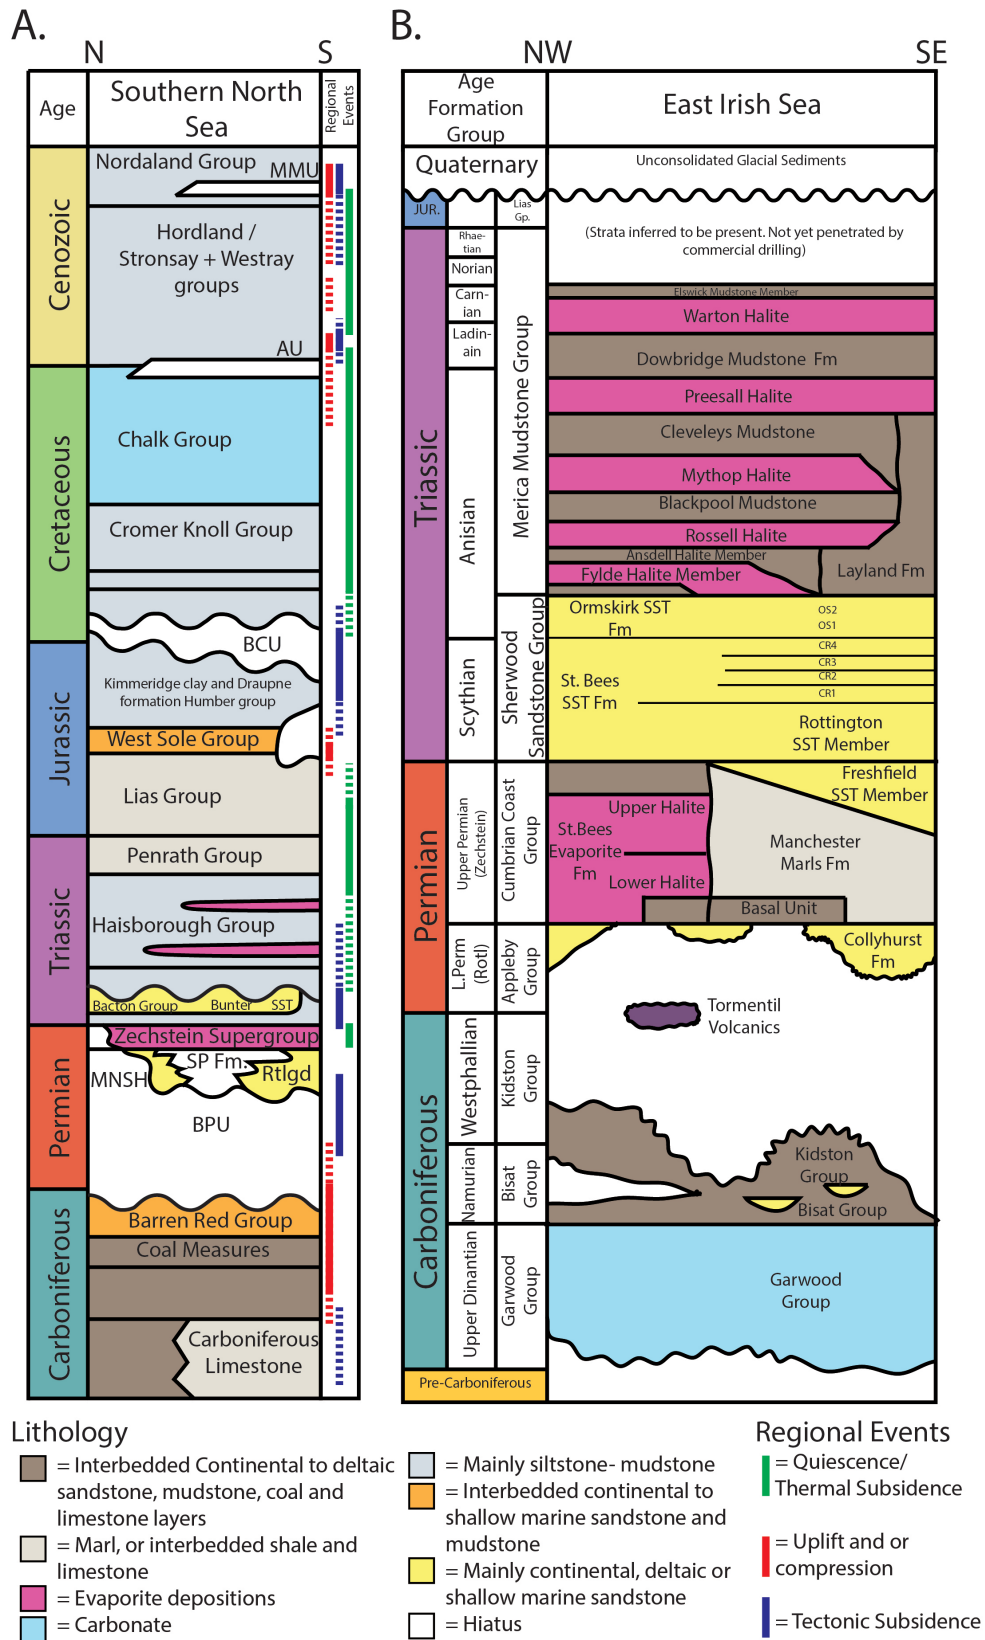 A.
N
S
Age
Southern North
Sea
Regional
Events
Cenozoic
Cretaceous
Jurassic
Triassic
Permian
Carboniferous
Nordaland Group
MMU
Hordland /
Stronsay + Westray
groups
AU
Chalk Group
Cromer Knoll Group
BCU
Kimmeridge clay and Draupne
formation Humber group
West Sole Group
Lias Group
Penrath Group
Haisborough Group
Bacton Group
Bunter
SST
Zechstein Supergroup
SP Fm.
MNSH
Rtlgd
BPU
Barren Red Group
Coal Measures
Carboniferous
Limestone
B.
NW
SE
Age
Formation
Group
East Irish Sea
Quaternary
Unconsolidated Glacial Sediments
JUR.
Lias
Gp.
Triassic
Permian
Carboniferous
Pre-Carboniferous
Rhae-
tian
Norian
Carn-
ian
Ladin-
ain
Anisian
Scythian
Upper Permian
(Zechstein)
L.Perm
(Rotl)
Westphallian
Namurian
Upper Dinantian
Merica Mudstone Group
Sherwood
Sandstone Group
Cumbrian Coast
Group
Appleby
Group
Kidston
Group
Bisat
Group
Garwood
Group
(Strata inferred to be present. Not yet penetrated by
commercial drilling)
Elswick Mudstone Member
Warton Halite
Dowbridge Mudstone Fm
Preesall Halite
Cleveleys Mudstone
Mythop Halite
Blackpool Mudstone
Rossell Halite
Ansdell Halite Member
Fylde Halite Member
Layland Fm
Ormskirk SST
Fm
OS2
OS1
CR4
CR3
CR2
CR1
St. Bees
SST Fm
Rottington
SST Member
Freshfield
SST Member
Upper Halite
St.Bees
Evaporite
Fm
Lower Halite
Manchester
Marls Fm
Basal Unit
Collyhurst
Fm
Tormentil
Volcanics
Kidston
Group
Bisat Group
Garwood
Group
Lithology
= Interbedded Continental to deltaic
sandstone, mudstone, coal and
limestone layers
= Marl, or interbedded shale and
limestone
= Evaporite depositions
= Carbonate
= Mainly siltstone- mudstone
= Interbedded continental to
shallow marine sandstone and
mudstone
= Mainly continental, deltaic or
shallow marine sandstone
= Hiatus
Regional Events
= Quiescence/
Thermal Subsidence
= Uplift and or
compression
= Tectonic Subsidence